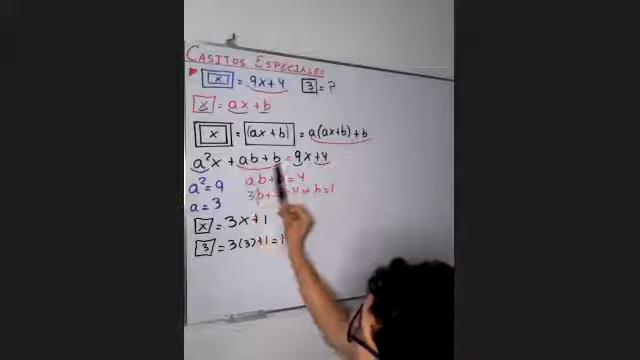 CASITOS ESPECIALES
x = 9x+4 3 = ?
x = ax+b
x = (ax+b) = a(ax+b)+b
a²x + ab+b = 9x+4
a²=9 ab+ = 4
a=3 3b+ b=1
x = 3x+1
3 = 3(3)+1=1